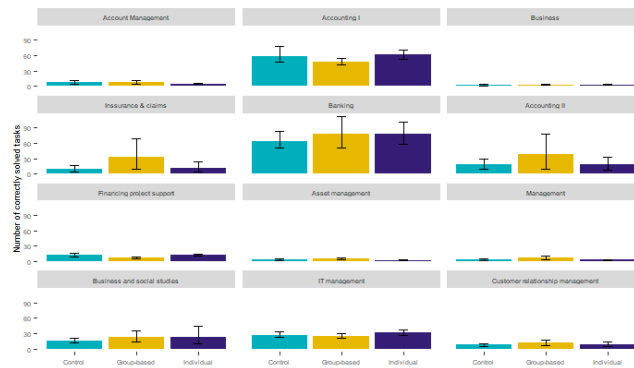 Account Management Accounting I Business
90
60
30
0
Inssurance & claims Banking Accounting II
90
60
30
0
Number of correctly solved tasks
Financing project support Asset management Management
90
60
30
0
Business and social studies IT management Customer relationship management
90
60
30
0
Control Group-based Individual Control Group-based Individual Control Group-based Individual